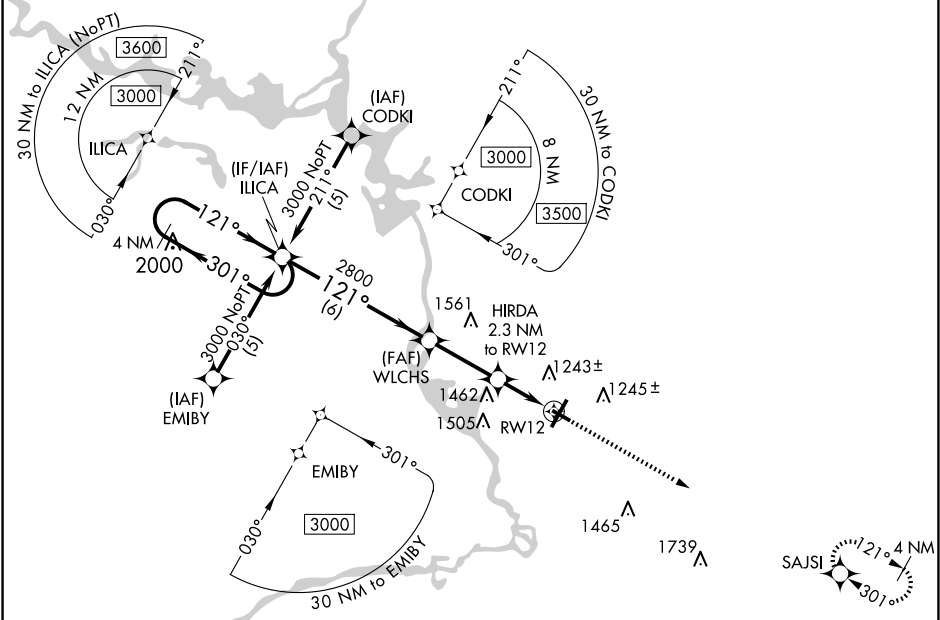 30 NM to ILICA (NoPT)
3600
211°
12 NM
3000
ILICA
030°
(IAF)
CODKI
3000 NoPT
211°
(5)
(IF/IAF)
ILICA
211°
30 NM to CODKI
3000
8 NM
CODKI
3500
301°
121°
4 NM
2000
301°
2800
121°
(6)
3000 NoPT
030°
(5)
(IAF)
EMIBY
1561
HIRDA
2.3 NM
to RW12
(FAF)
WLCHS
1243±
1462
1245±
1505
RW12
301°
EMIBY
030°
3000
30 NM to EMIBY
1465
1739
SAJSI
121°
4 NM
301°